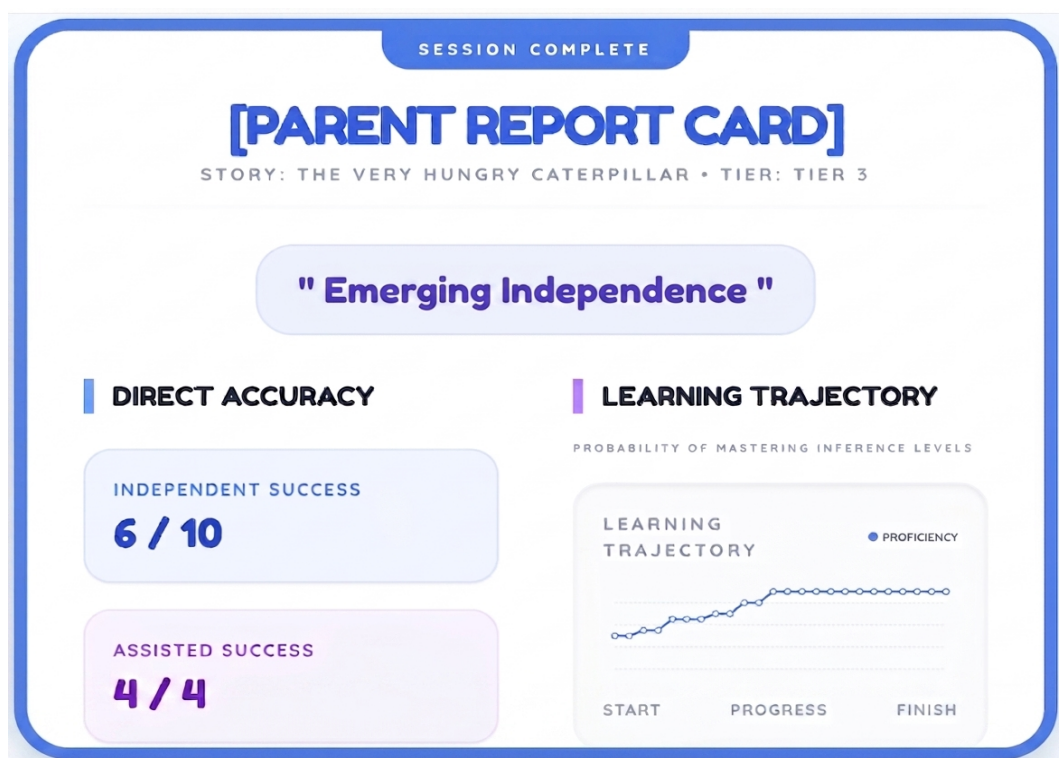 SESSION COMPLETE
[PARENT REPORT CARD]
STORY: THE VERY HUNGRY CATERPILLAR • TIER: TIER 3
" Emerging Independence "
DIRECT ACCURACY
INDEPENDENT SUCCESS
6 / 10
ASSISTED SUCCESS
4 / 4
LEARNING TRAJECTORY
PROBABILITY OF MASTERING INFERENCE LEVELS
LEARNING
TRAJECTORY
PROFICIENCY
START PROGRESS FINISH